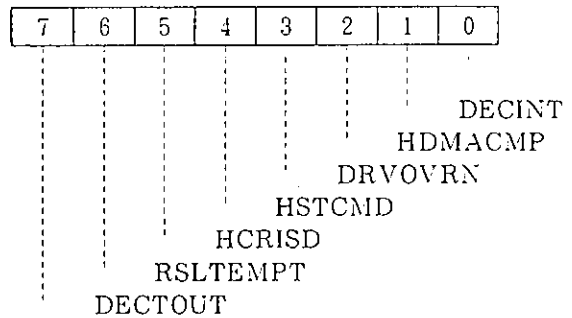 7 6 5 4 3 2 1 0
DECINT
HDMACMP
DRVOVRN
HSTCMD
HCRISD
RSLTEMPT
DECTOUT